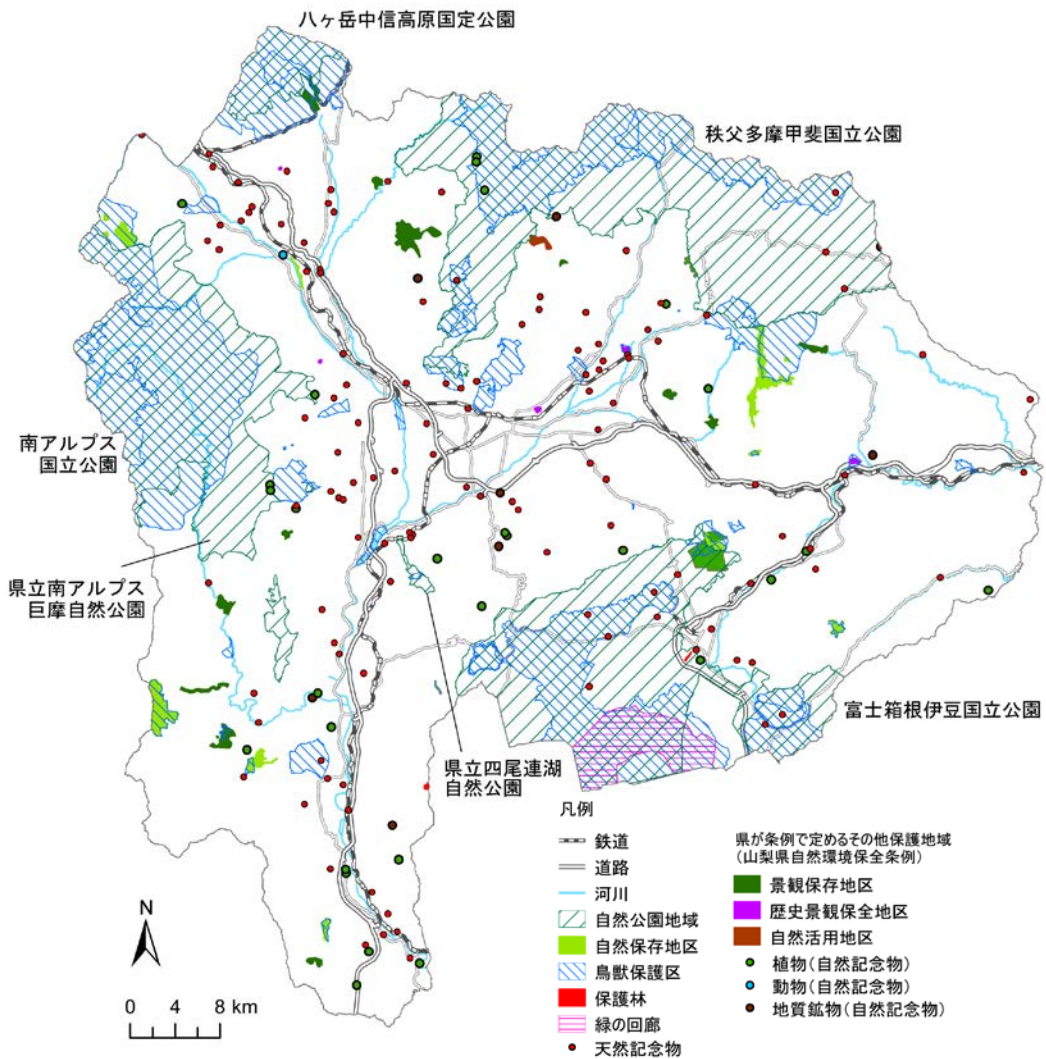 八ヶ岳中信高原国定公園
秩父多摩甲斐国立公園
南アルプス
国立公園
県立南アルプス
巨摩自然公園
富士箱根伊豆国立公園
県立四尾連湖
自然公園
凡例
鉄道
道路
河川
自然公園地域
自然保存地区
鳥獣保護区
保護林
緑の回廊
天然記念物
県が条例で定めるその他保護地域
(山梨県自然環境保全条例)
景観保存地区
歴史景観保全地区
自然活用地区
植物(自然記念物)
動物(自然記念物)
地質鉱物(自然記念物)
N
0 4 8 km